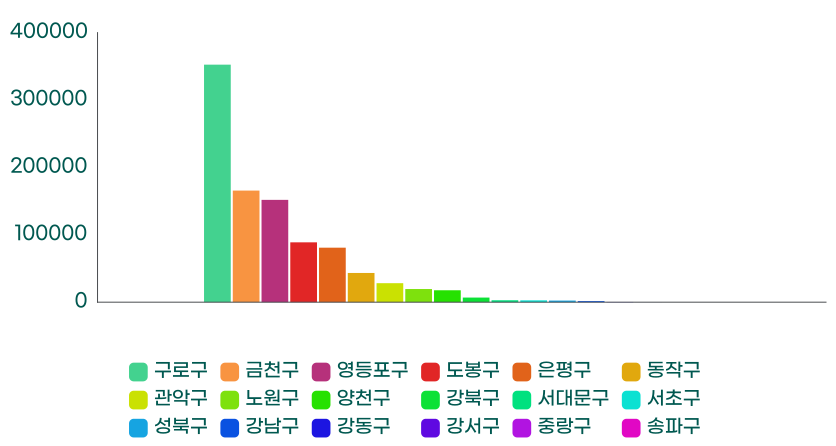 400000
300000
200000
100000
0
구로구 금천구 영등포구 도봉구 은평구 동작구
관악구 노원구 양천구 강북구 서대문구 서초구
성북구 강남구 강동구 강서구 중랑구 송파구